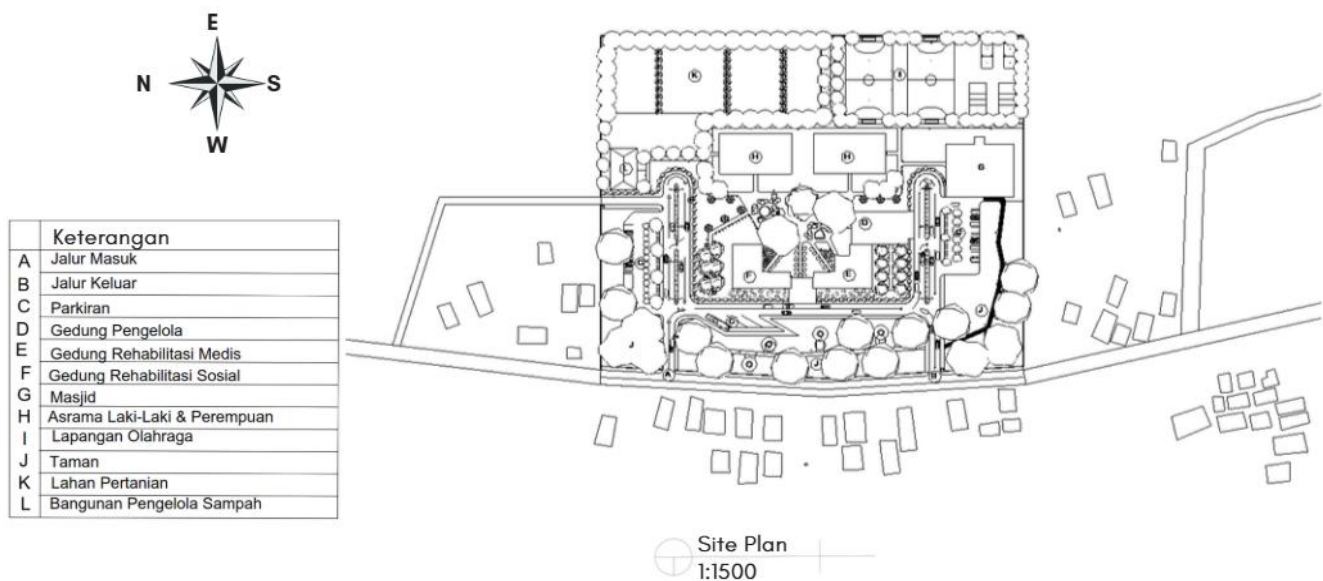 E
N
S
W
Keterangan
A Jalur Masuk
B Jalur Keluar
C Parkiran
D Gedung Pengelola
E Gedung Rehabilitasi Medis
F Gedung Rehabilitasi Sosial
G Masjid
H Asrama Laki-Laki & Perempuan
I Lapangan Olahraga
J Taman
K Lahan Pertanian
L Bangunan Pengelola Sampah
K
I
H
H
G
L
D
F
E
J
J
J
A
B
Site Plan
1:1500